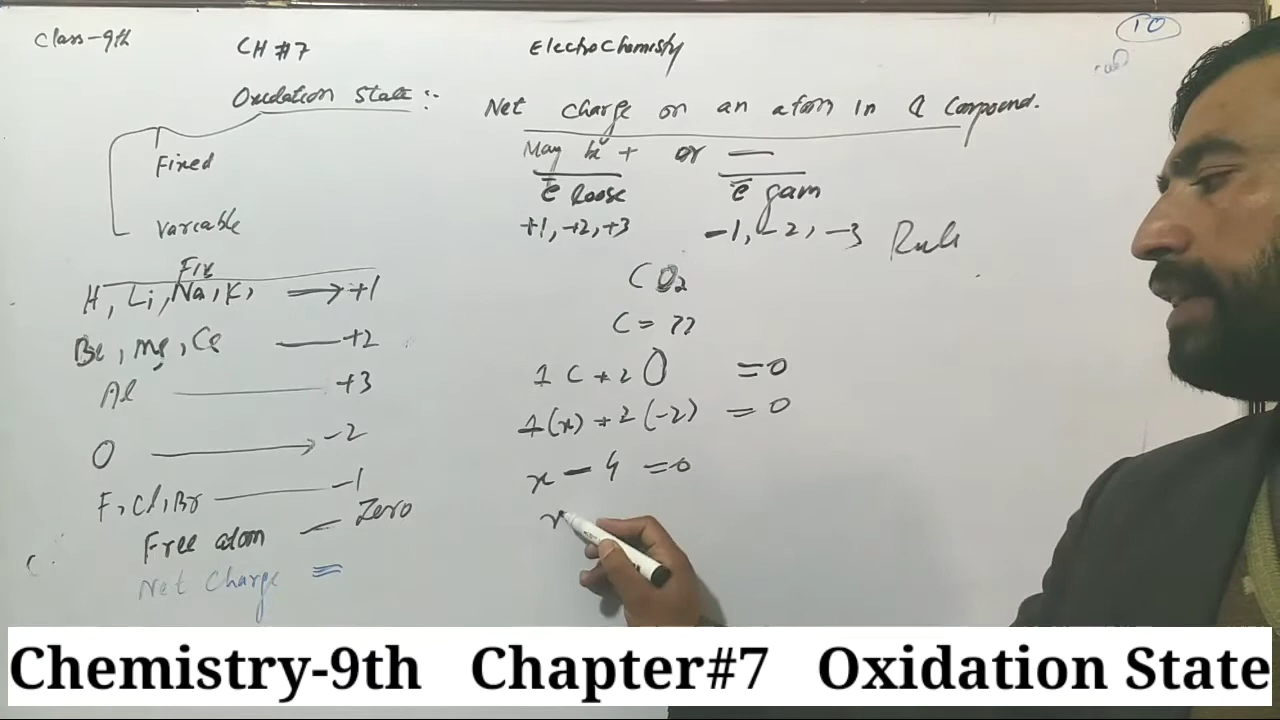 Class-9th CH #7 Electrochemistry 10
Oxidation State :- Net charge on an atom in a Compound.
Fixed
Variable
May be + or —
e̅ loose e̅ gain
+1, +2, +3 -1, -2, -3 Rule
Fix
H, Li, Na, K, → +1
Be, Mg, Ca — +2
Al — +3
O → -2
F, Cl, Br — -1
Free atom — Zero
Net Charge =
CO2
C = ??
1 C + 2 O = 0
1(x) + 2(-2) = 0
x - 4 = 0
x
Chemistry-9th Chapter#7 Oxidation State